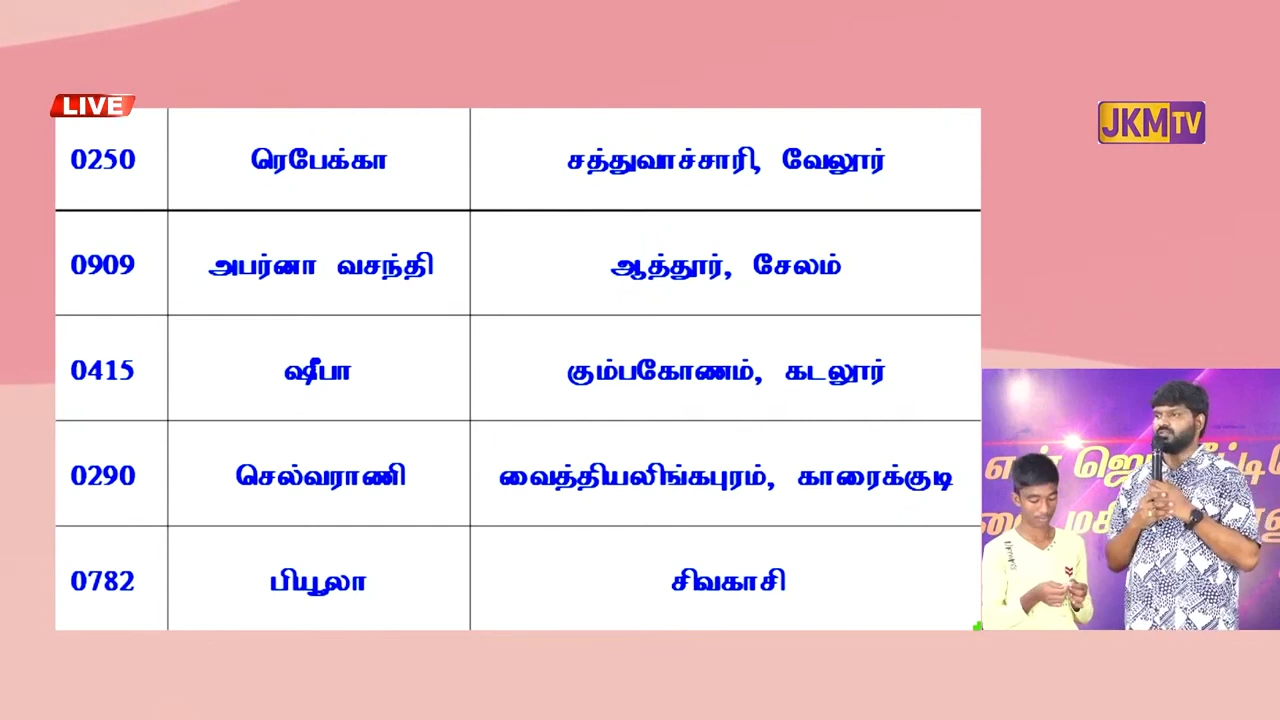 LIVE
JKMTV
0250 ரெபேக்கா சத்துவாச்சாரி, வேலூர்
0909 அபர்னா வசந்தி ஆத்தூர், சேலம்
0415 ஷீபா கும்பகோணம், கடலூர்
0290 செல்வராணி வைத்தியலிங்கபுரம், காரைக்குடி
0782 பியூலா சிவகாசி
என்